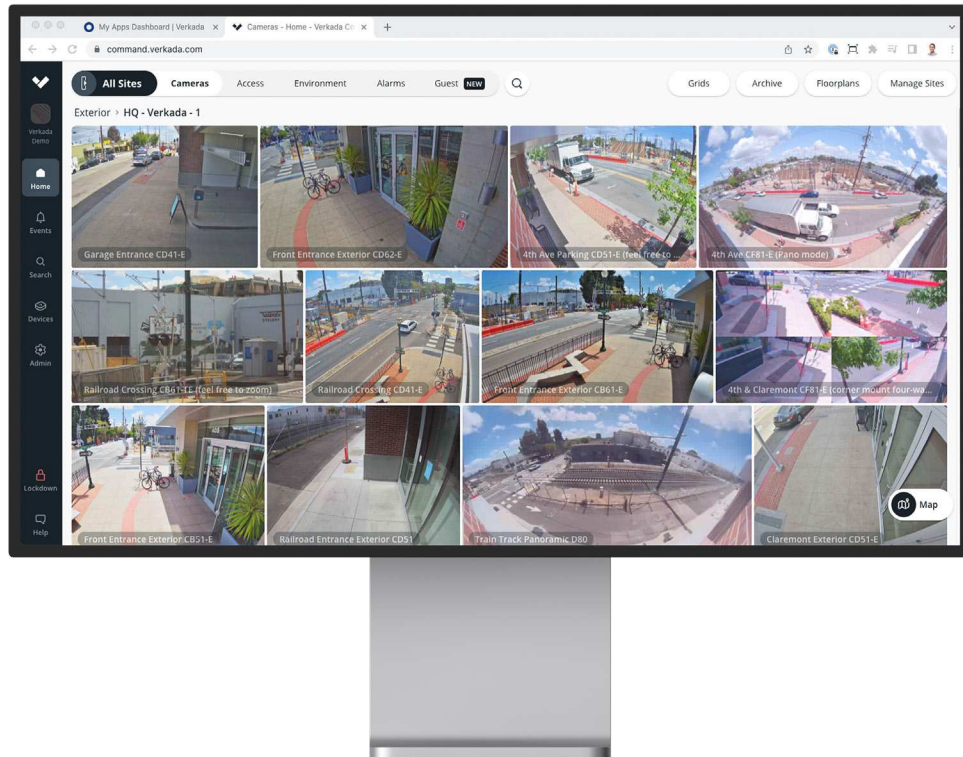 My Apps Dashboard | Verkada
Cameras - Home - Verkada Co
command.verkada.com
All Sites
Cameras
Access
Environment
Alarms
Guest NEW
Grids
Archive
Floorplans
Manage Sites
Exterior > HQ - Verkada - 1
Verkada
Demo
Home
Events
Search
Devices
Admin
Lockdown
Help
Garage Entrance CD41-E
Front Entrance Exterior CD62-E
4th Ave Parking CD51-E (feel free to ...
4th Ave CF81-E (Pano mode)
Railroad Crossing CB61-TE (feel free to zoom)
Railroad Crossing CD41-E
Front Entrance Exterior CB61-E
4th & Claremont CF81-E (corner mount four-wa...
Front Entrance Exterior CB51-E
Railroad Entrance Exterior CD51
Train Track Panoramic D80
Claremont Exterior CD51-E
Map